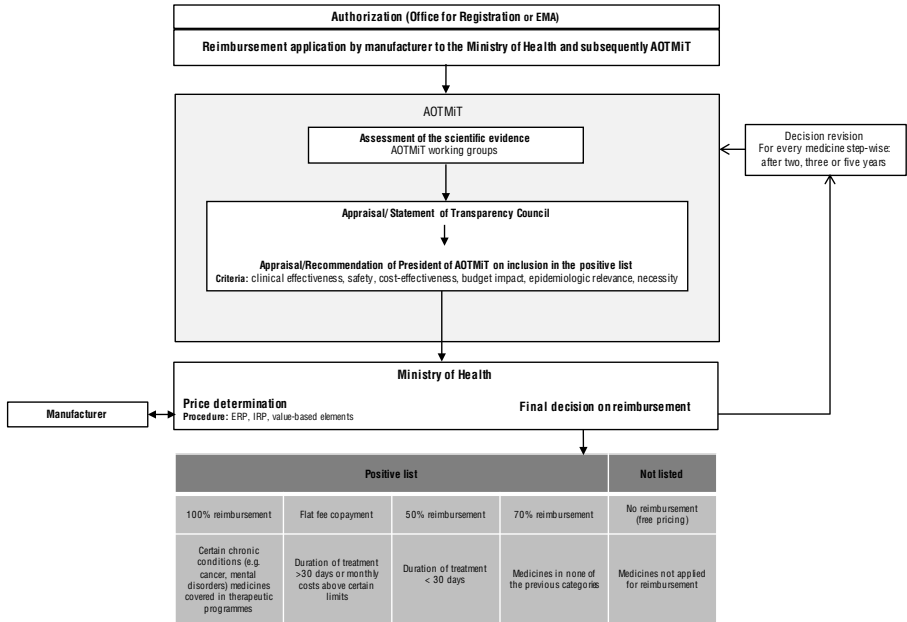 Authorization (Office for Registration or EMA)
Reimbursement application by manufacturer to the Ministry of Health and subsequently AOTMiT
AOTMiT
Assessment of the scientific evidence
AOTMiT working groups
Decision revision
For every medicine step-wise:
after two, three or five years
Appraisal/ Statement of Transparency Council
Appraisal/Recommendation of President of AOTMiT on inclusion in the positive list
Criteria: clinical effectiveness, safety, cost-effectiveness, budget impact, epidemiologic relevance, necessity
Ministry of Health
Manufacturer
Price determination
Procedure: ERP, IRP, value-based elements
Final decision on reimbursement
Positive list
Not listed
100% reimbursement
Flat fee copayment
50% reimbursement
70% reimbursement
No reimbursement
(free pricing)
Certain chronic
conditions (e.g.
cancer, mental
disorders) medicines
covered in therapeutic
programmes
Duration of treatment
>30 days or monthly
costs above certain
limits
Duration of treatment
< 30 days
Medicines in none of
the previous categories
Medicines not applied
for reimbursement